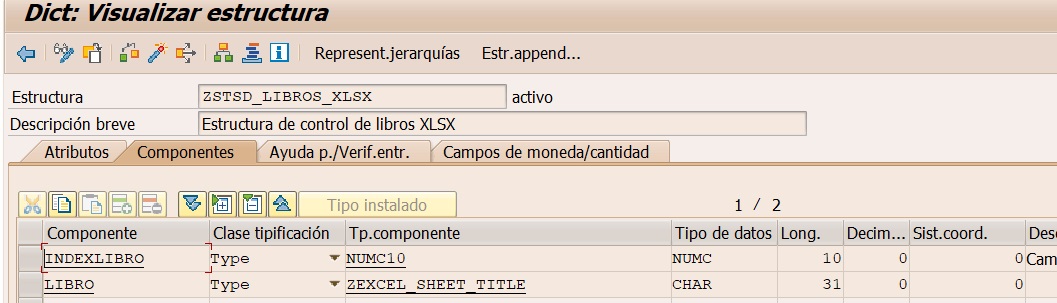 Dict: Visualizar estructura
Represent.jerarquías Estr.append...
Estructura ZSTSD_LIBROS_XLSX activo
Descripción breve Estructura de control de libros XLSX
Atributos Componentes Ayuda p./Verif.entr. Campos de moneda/cantidad
Tipo instalado 1 / 2
Componente Clase tipificación Tp.componente Tipo de datos Long. Decim... Sist.coord. Desc
INDEXLIBRO Type NUMC10 NUMC 10 0 0 Cam
LIBRO Type ZEXCEL_SHEET_TITLE CHAR 31 0 0